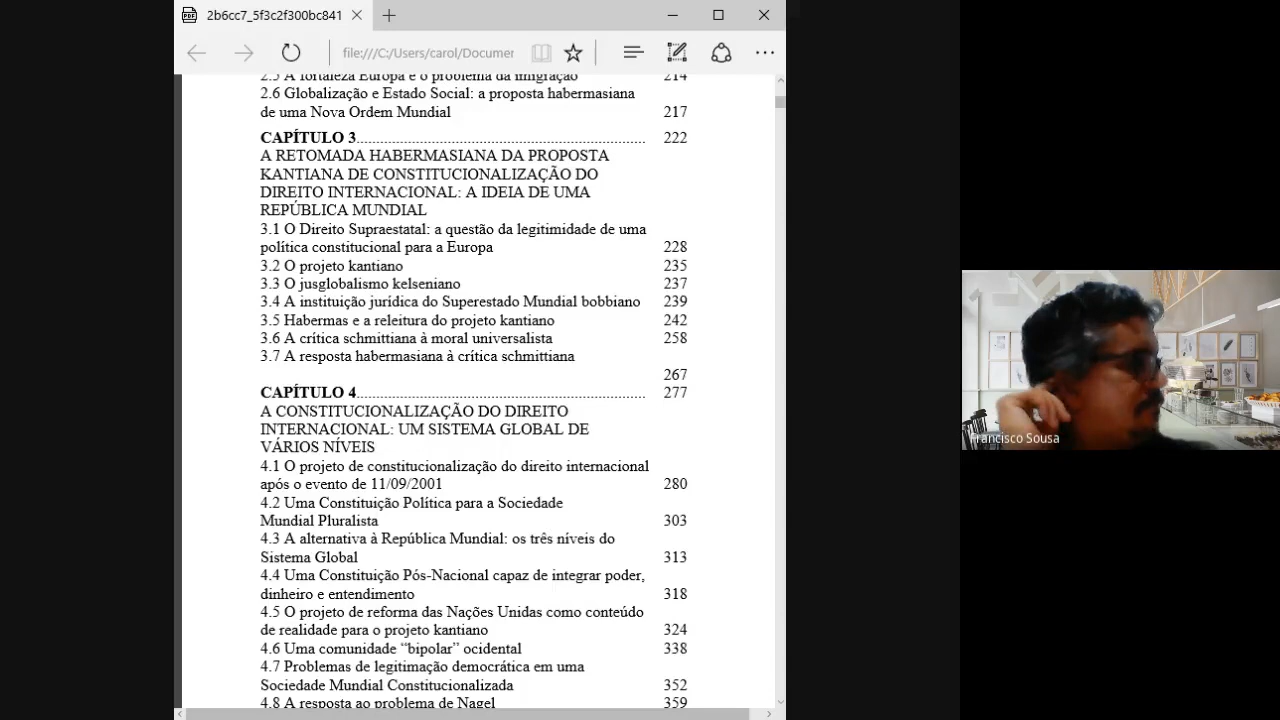 2b6cc7_5f3c2f300bc841
file:///C:/Users/carol/Documer
2.5 A fortaleza Europa e o problema da imigração 214
2.6 Globalização e Estado Social: a proposta habermasiana
de uma Nova Ordem Mundial 217
CAPÍTULO 3................................................................ 222
A RETOMADA HABERMASIANA DA PROPOSTA
KANTIANA DE CONSTITUCIONALIZAÇÃO DO
DIREITO INTERNACIONAL: A IDEIA DE UMA
REPÚBLICA MUNDIAL
3.1 O Direito Supraestatal: a questão da legitimidade de uma
política constitucional para a Europa 228
3.2 O projeto kantiano 235
3.3 O jusglobalismo kelseniano 237
3.4 A instituição jurídica do Superestado Mundial bobbiano 239
3.5 Habermas e a releitura do projeto kantiano 242
3.6 A crítica schmittiana à moral universalista 258
3.7 A resposta habermasiana à crítica schmittiana
267
CAPÍTULO 4................................................................ 277
A CONSTITUCIONALIZAÇÃO DO DIREITO
INTERNACIONAL: UM SISTEMA GLOBAL DE
VÁRIOS NÍVEIS
4.1 O projeto de constitucionalização do direito internacional
após o evento de 11/09/2001 280
4.2 Uma Constituição Política para a Sociedade
Mundial Pluralista 303
4.3 A alternativa à República Mundial: os três níveis do
Sistema Global 313
4.4 Uma Constituição Pós-Nacional capaz de integrar poder,
dinheiro e entendimento 318
4.5 O projeto de reforma das Nações Unidas como conteúdo
de realidade para o projeto kantiano 324
4.6 Uma comunidade “bipolar” ocidental 338
4.7 Problemas de legitimação democrática em uma
Sociedade Mundial Constitucionalizada 352
4.8 A resposta ao problema de Nagel 359
Francisco Sousa